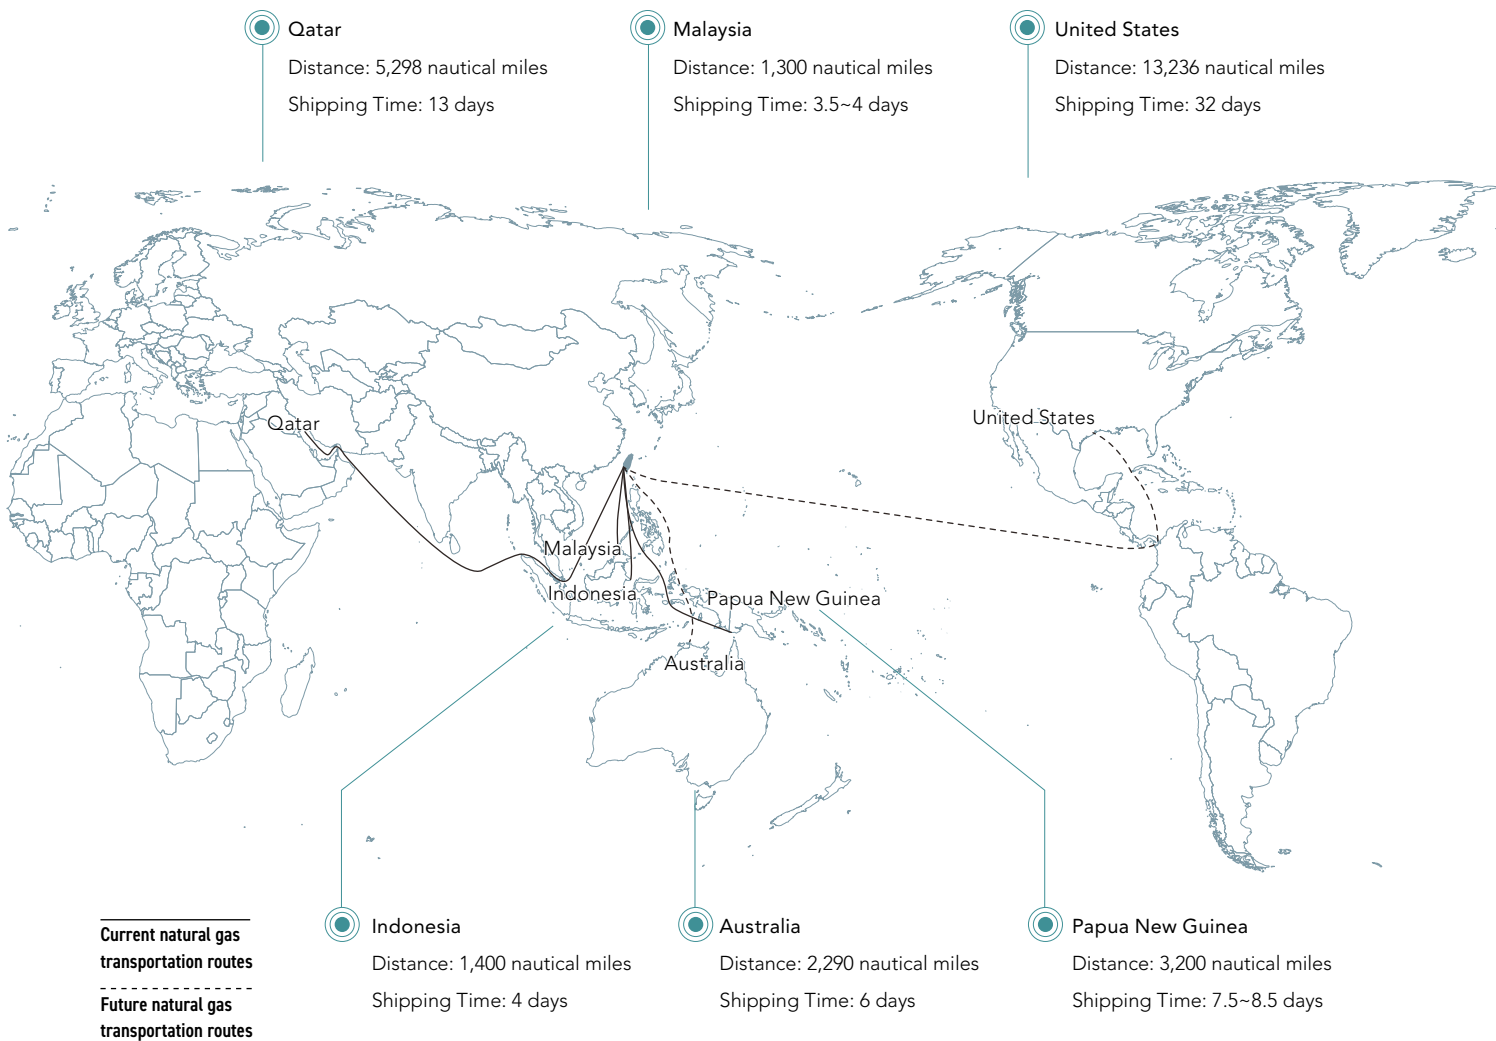 Qatar
Distance: 5,298 nautical miles
Shipping Time: 13 days
Malaysia
Distance: 1,300 nautical miles
Shipping Time: 3.5~4 days
United States
Distance: 13,236 nautical miles
Shipping Time: 32 days
Qatar
United States
Malaysia
Indonesia
Papua New Guinea
Australia
Indonesia
Distance: 1,400 nautical miles
Shipping Time: 4 days
Australia
Distance: 2,290 nautical miles
Shipping Time: 6 days
Papua New Guinea
Distance: 3,200 nautical miles
Shipping Time: 7.5~8.5 days
Current natural gas
transportation routes
Future natural gas
transportation routes